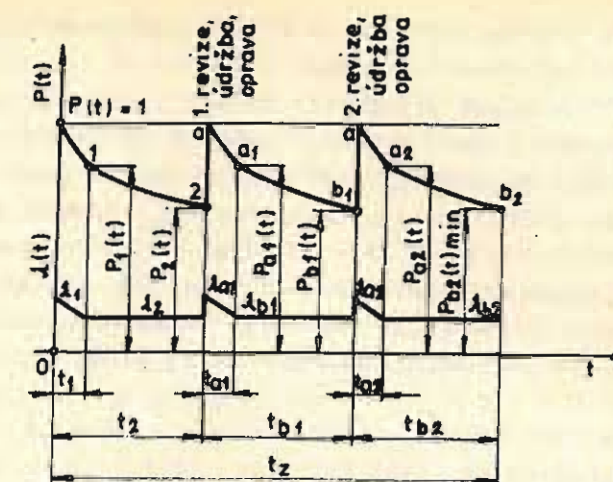 1. revize,
údržba,
oprava
2. revize,
údržba,
oprava
P(t)
P(t) = 1
a
a
1
a1
a2
2
b1
b2
P1(t)
P2(t)
Pa1(t)
Pb1(t)
Pa2(t)
Pb2(t) min
λ(t)
λ1
λ2
λa1
λb1
λa2
λb2
0
t
t1
ta1
ta2
t2
tb1
tb2
tz